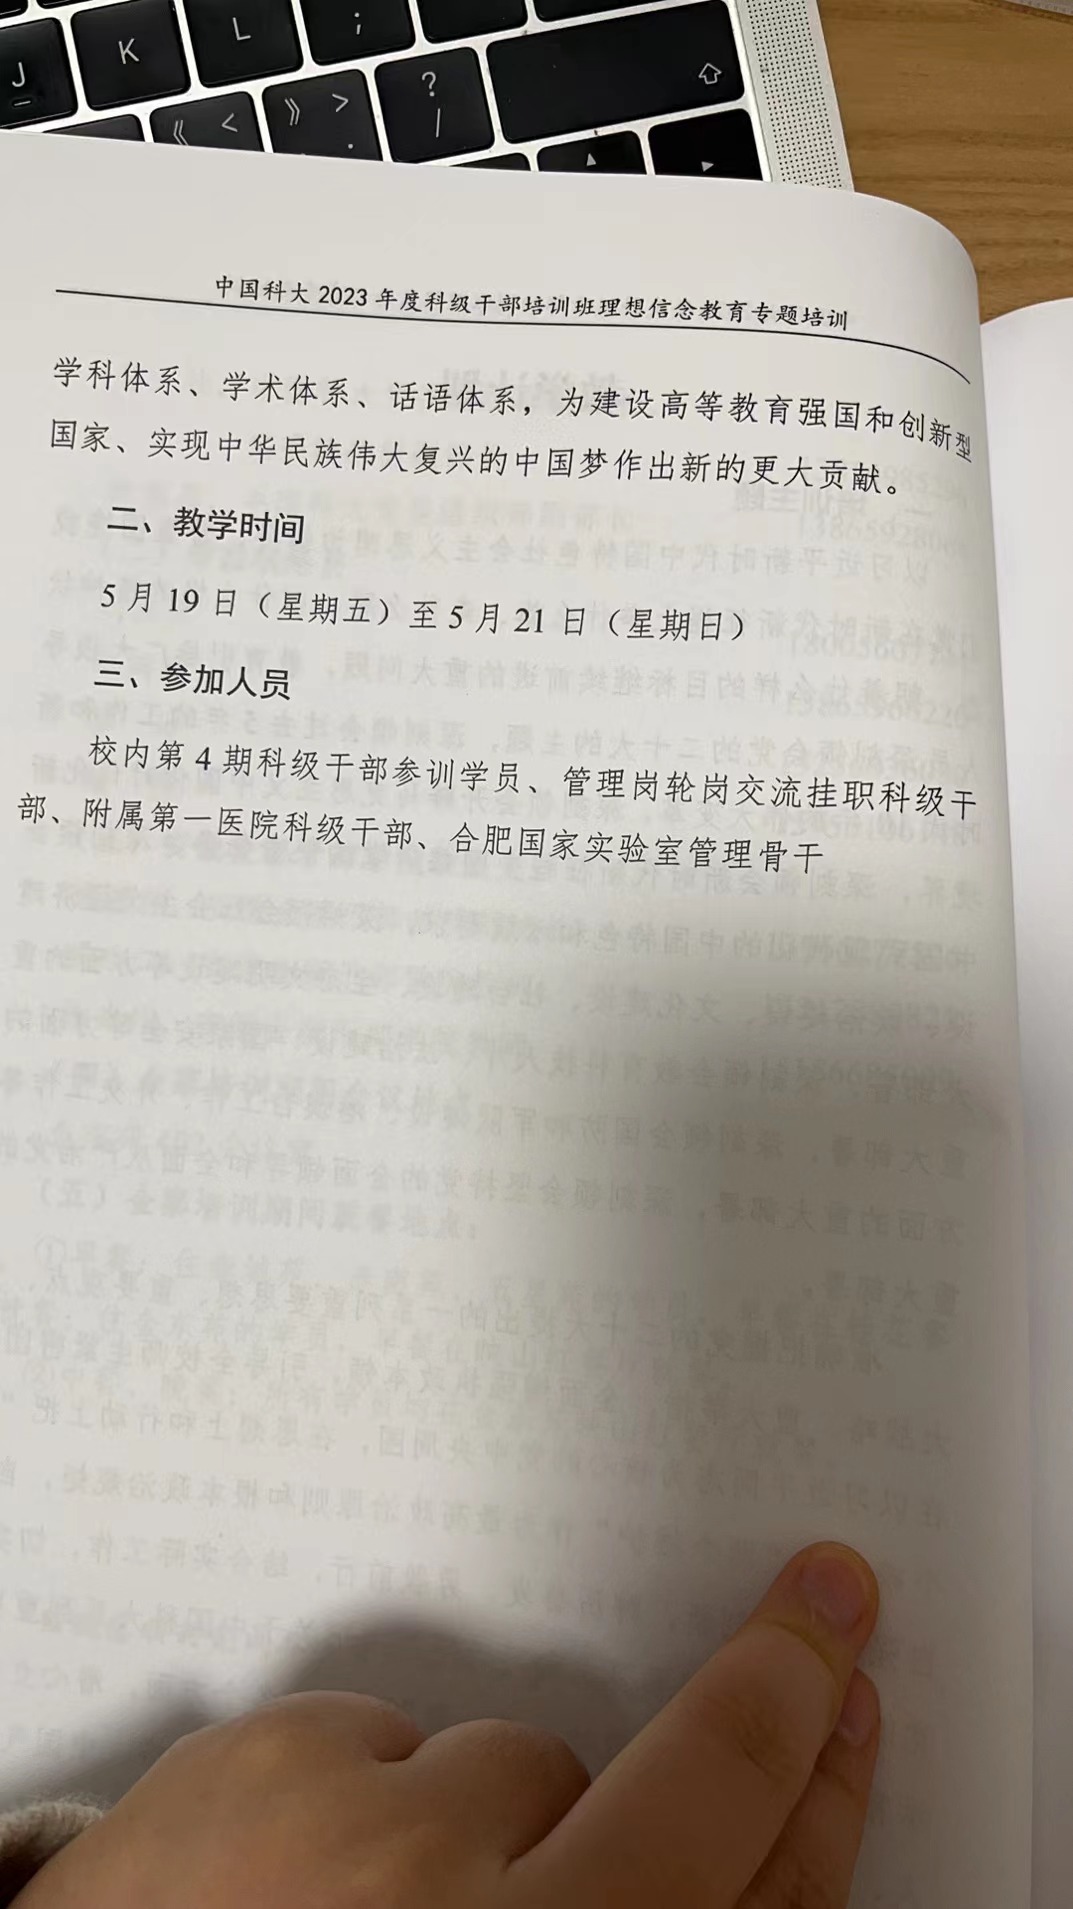 J
K
L
;
《 <
》 >
.
?
/
中国科大 2023 年度科级干部培训班理想信念教育专题培训
学科体系、学术体系、话语体系，为建设高等教育强国和创新型
国家、实现中华民族伟大复兴的中国梦作出新的更大贡献。
二、教学时间
5 月 19 日（星期五）至 5 月 21 日（星期日）
三、参加人员
校内第 4 期科级干部参训学员、管理岗轮岗交流挂职科级干
部、附属第一医院科级干部、合肥国家实验室管理骨干